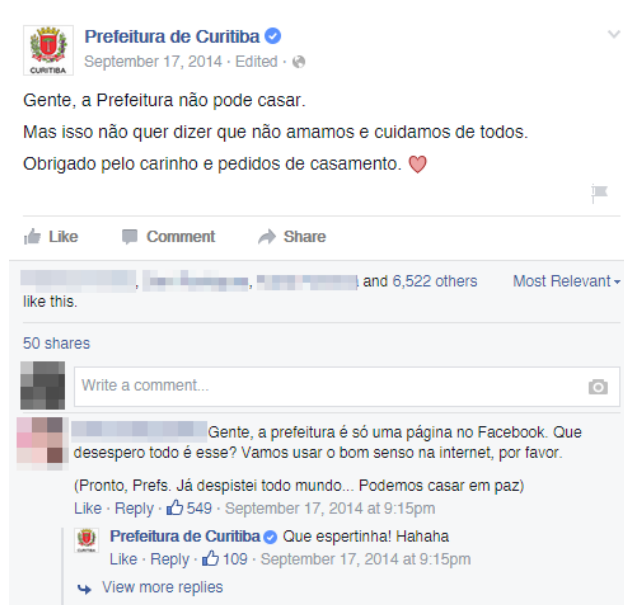 Prefeitura de Curitiba
September 17, 2014 · Edited ·
CURITIBA
Gente, a Prefeitura não pode casar.
Mas isso não quer dizer que não amamos e cuidamos de todos.
Obrigado pelo carinho e pedidos de casamento. ❤
Like Comment Share
, , and 6,522 others Most Relevant
like this.
50 shares
Write a comment...
Gente, a prefeitura é só uma página no Facebook. Que
desespero todo é esse? Vamos usar o bom senso na internet, por favor.
(Pronto, Prefs. Já despistei todo mundo... Podemos casar em paz)
Like · Reply · 549 · September 17, 2014 at 9:15pm
Prefeitura de Curitiba Que espertinha! Hahaha
Like · Reply · 109 · September 17, 2014 at 9:15pm
View more replies